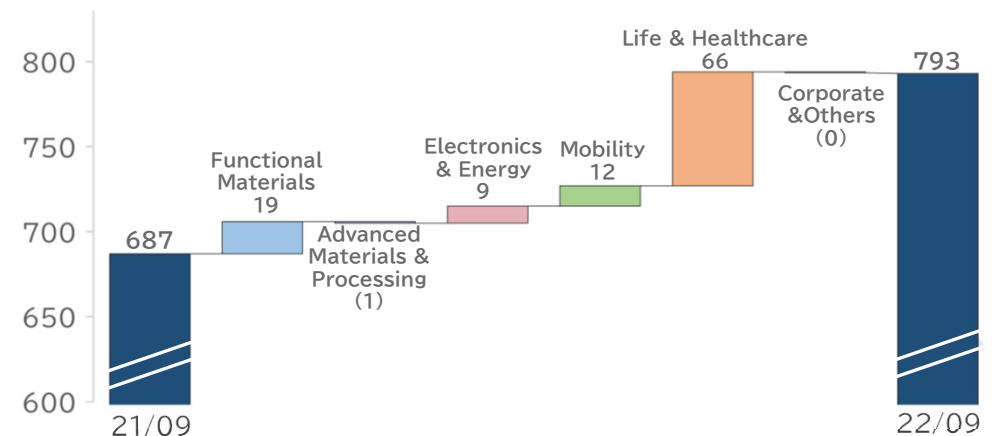 800
750
700
650
600
687
21/09
Functional
Materials
19
Advanced
Materials &
Processing
(1)
Electronics
& Energy
9
Mobility
12
Life & Healthcare
66
Corporate
&Others
(0)
793
22/09